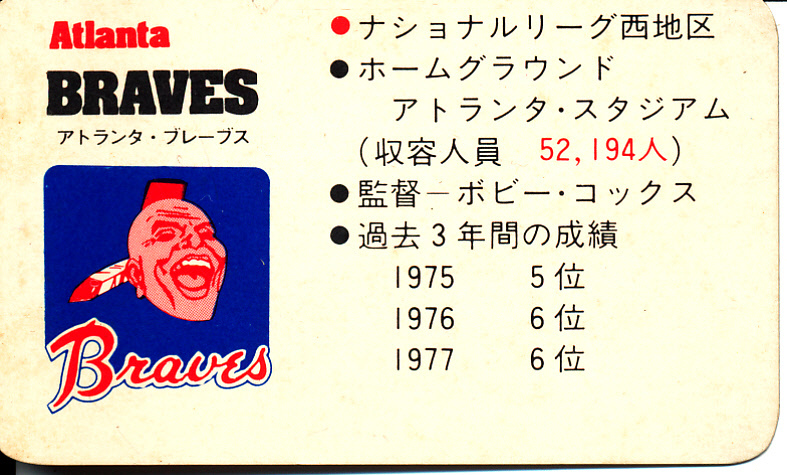 Atlanta
BRAVES
アトランタ・ブレーブス
Braves
●ナショナルリーグ西地区
●ホームグラウンド
アトランタ・スタジアム
(収容人員 52,194人)
●監督－ボビー・コックス
●過去3年間の成績
1975 5位
1976 6位
1977 6位